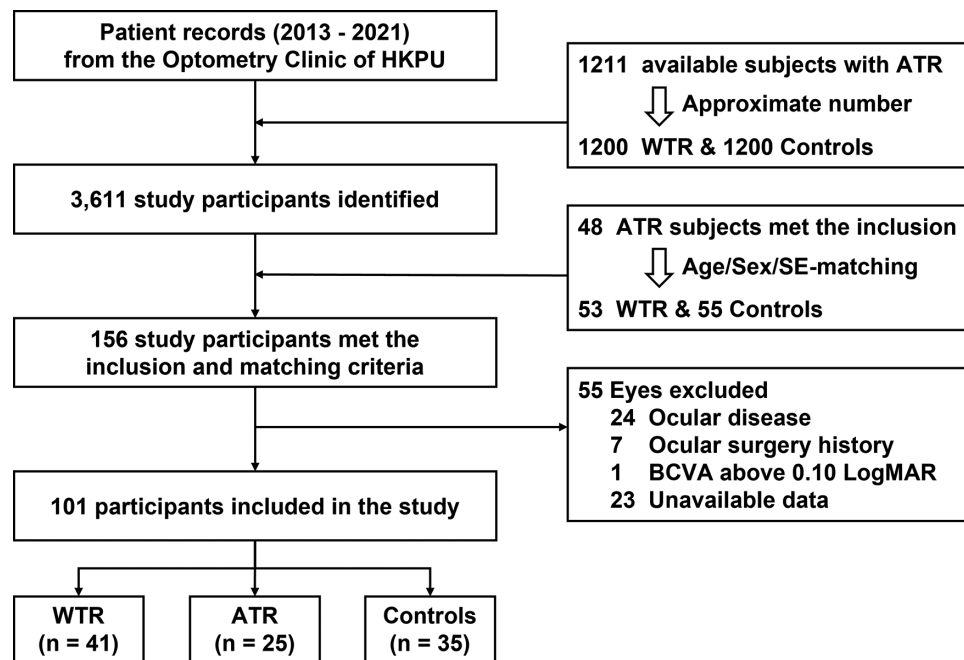 Patient records (2013 - 2021)
from the Optometry Clinic of HKPU
1211 available subjects with ATR
Approximate number
1200 WTR & 1200 Controls
3,611 study participants identified
48 ATR subjects met the inclusion
Age/Sex/SE-matching
53 WTR & 55 Controls
156 study participants met the
inclusion and matching criteria
55 Eyes excluded
24 Ocular disease
7 Ocular surgery history
1 BCVA above 0.10 LogMAR
23 Unavailable data
101 participants included in the study
WTR
(n = 41)
ATR
(n = 25)
Controls
(n = 35)